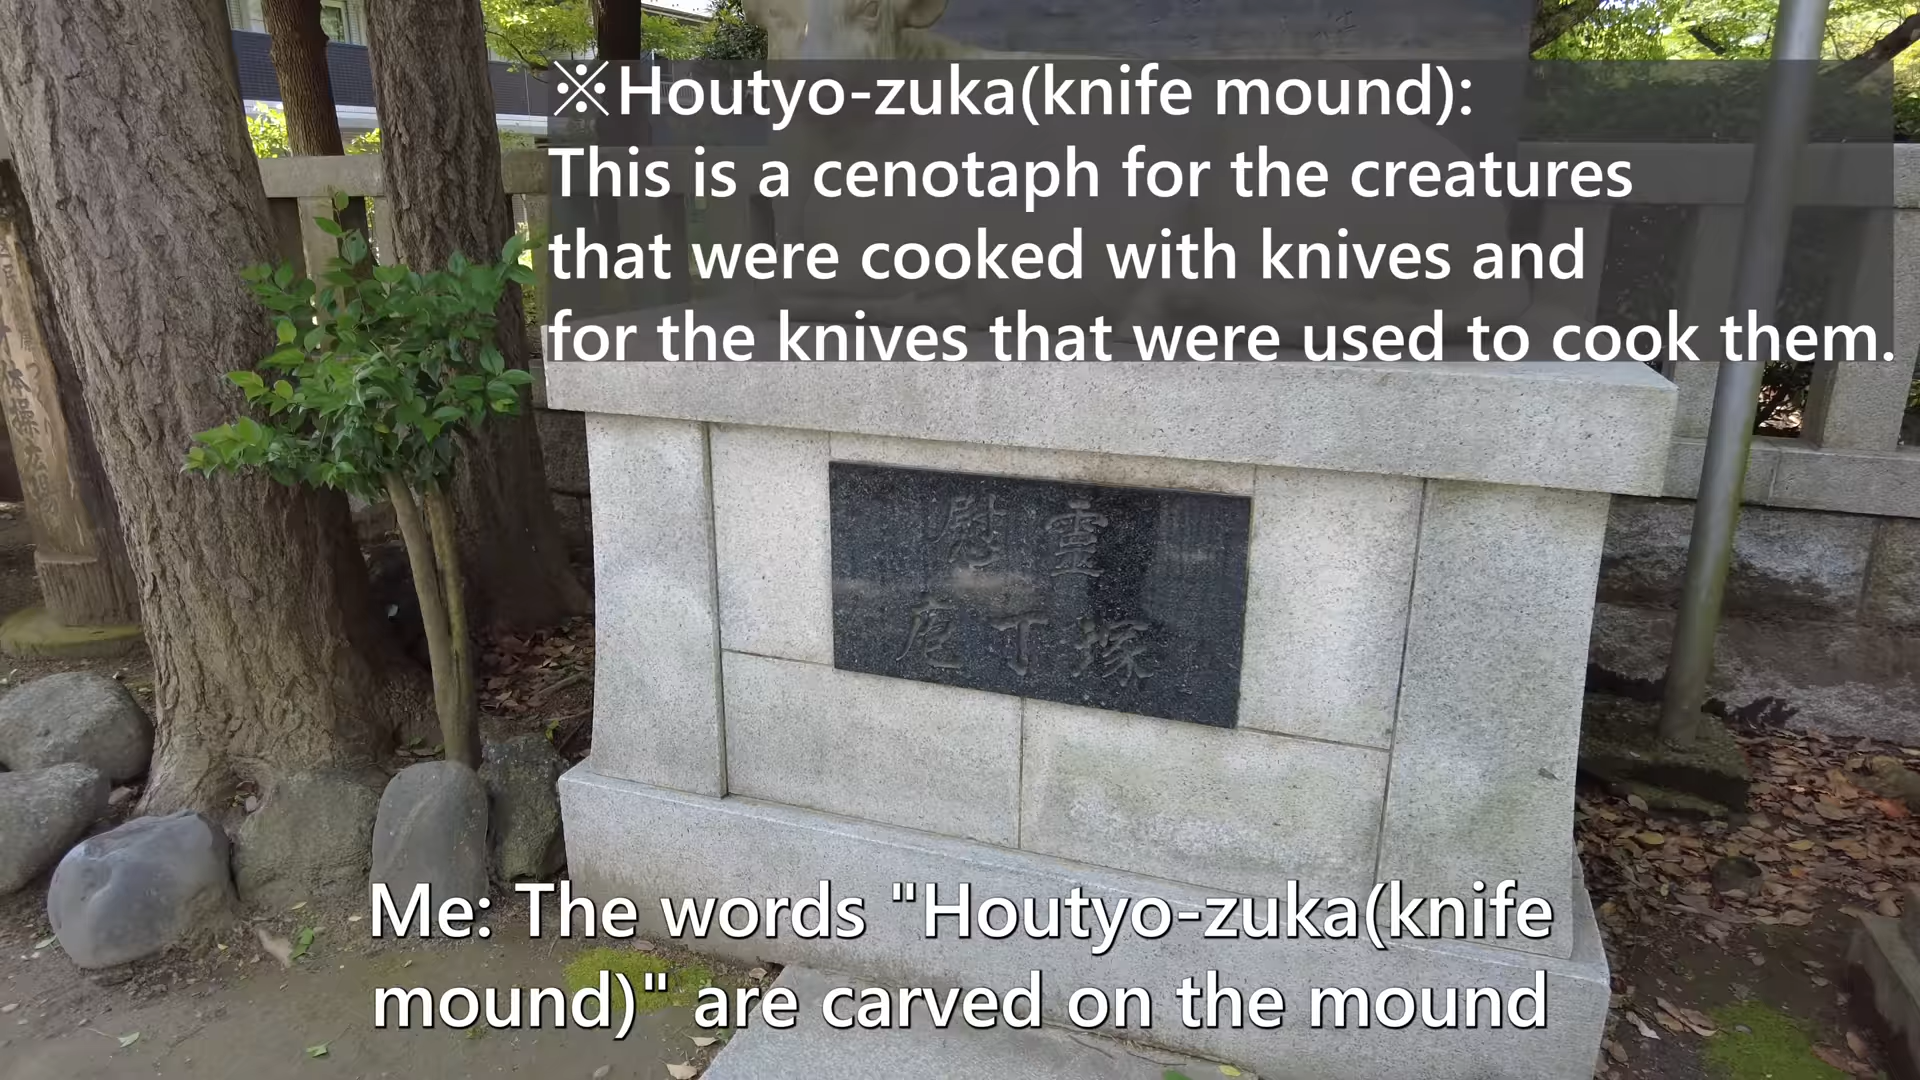 ※Houtyo-zuka(knife mound):
This is a cenotaph for the creatures
that were cooked with knives and
for the knives that were used to cook them.
慰霊
庖丁塚
Me: The words "Houtyo-zuka(knife
mound)" are carved on the mound